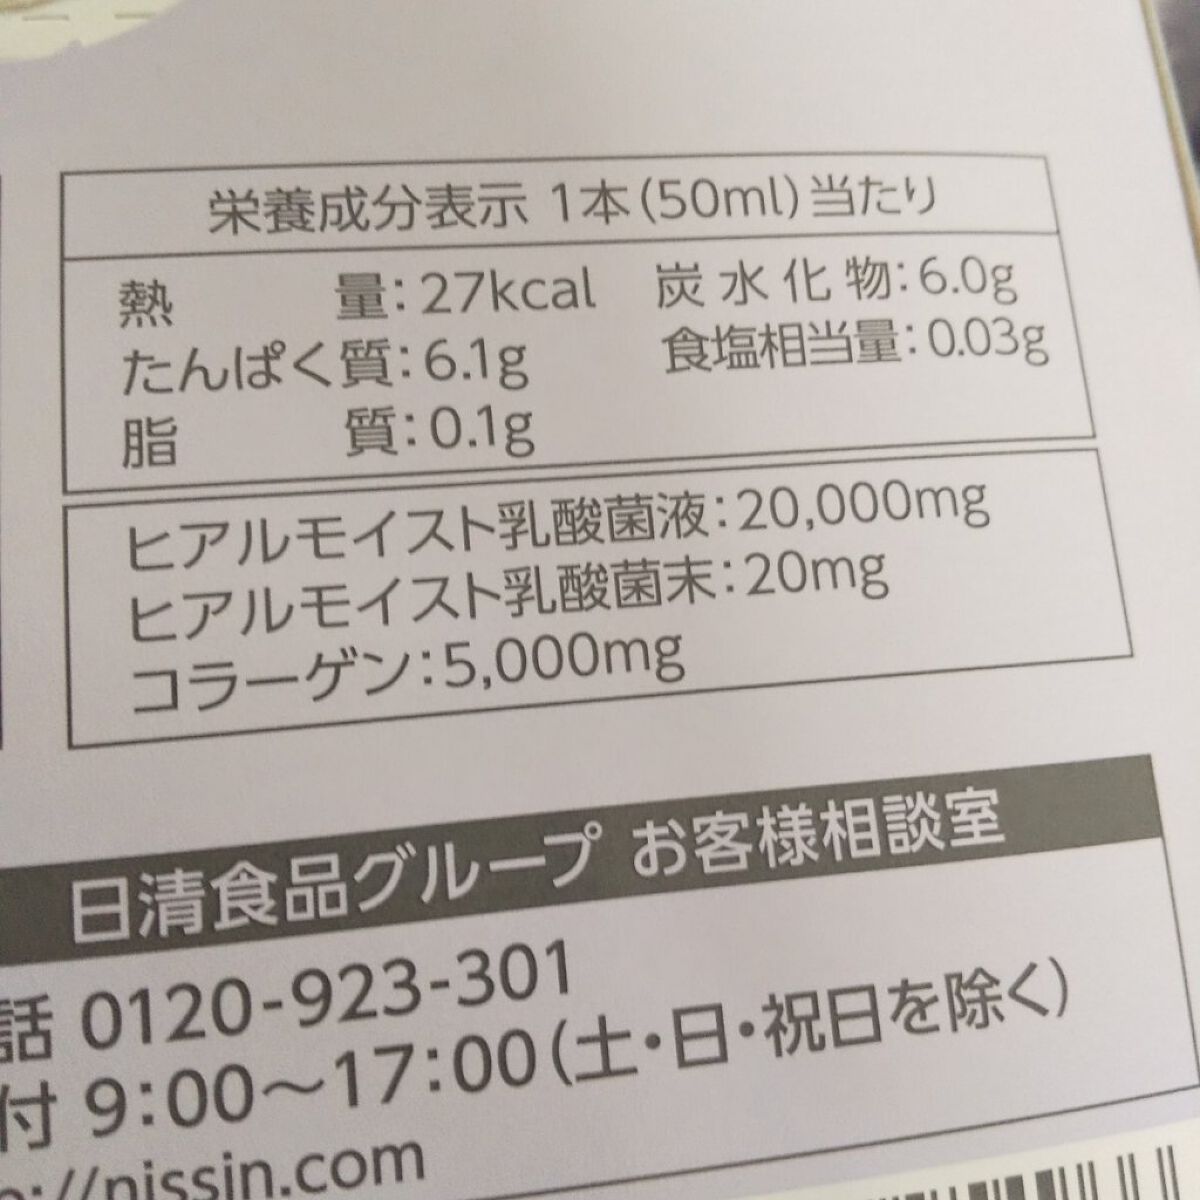 栄養成分表示 1本(50ml)当たり
熱量:27kcal 炭水化物:6.0g
たんぱく質:6.1g 食塩相当量:0.03g
脂質:0.1g
ヒアルモイスト乳酸菌液:20,000mg
ヒアルモイスト乳酸菌末:20mg
コラーゲン:5,000mg
日清食品グループ お客様相談室
話 0120-923-301
付 9:00～17:00(土・日・祝日を除く)
://nissin.com